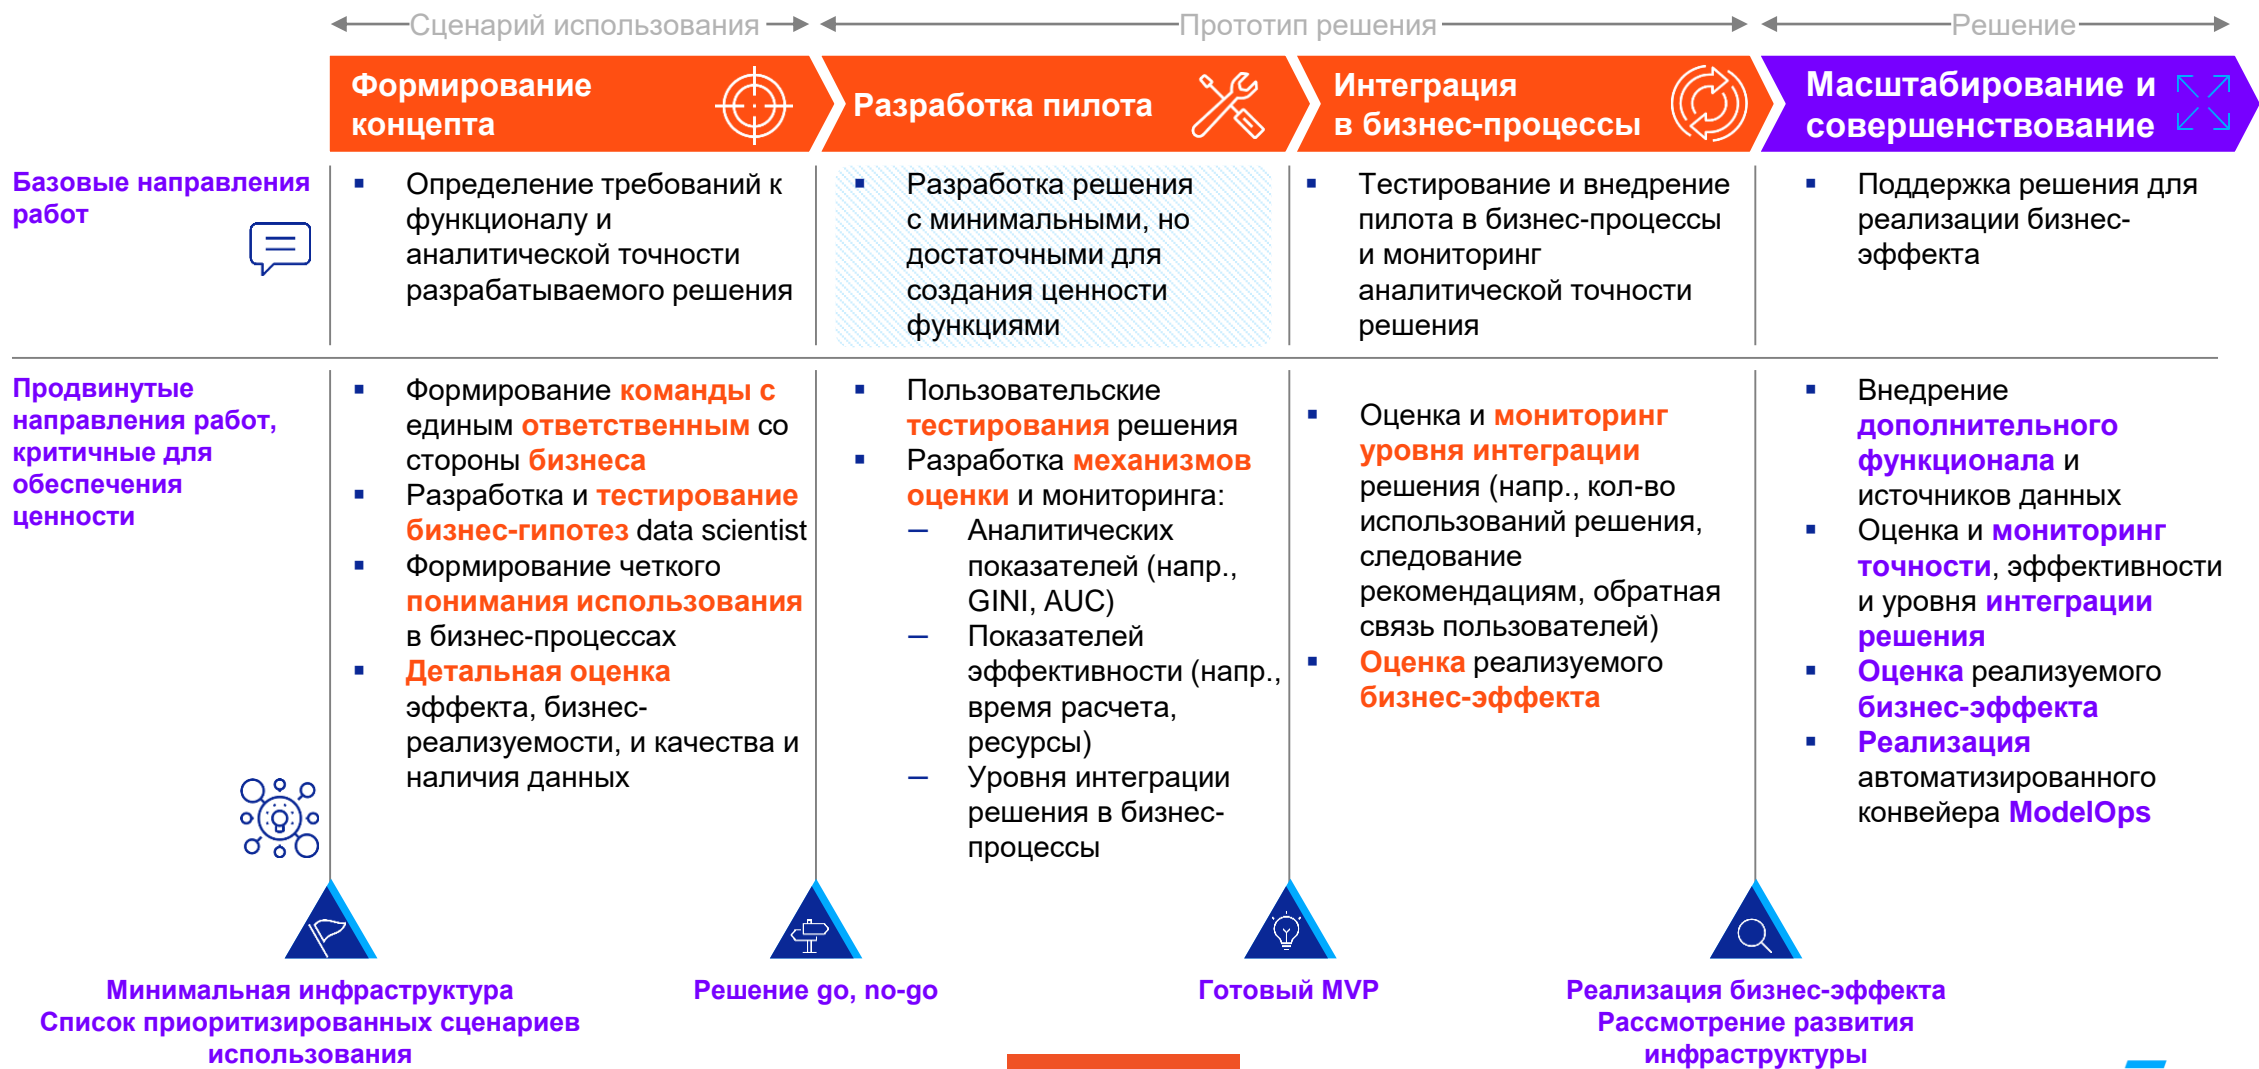 Сценарий использования
Прототип решения
Решение
Формирование
концепта
Разработка пилота
Интеграция
в бизнес-процессы
Масштабирование и
совершенствование
Базовые направления
работ
Определение требований к
функционалу и
аналитической точности
разрабатываемого решения
Разработка решения
с минимальными, но
достаточными для
создания ценности
функциями
Тестирование и внедрение
пилота в бизнес-процессы
и мониторинг
аналитической точности
решения
Поддержка решения для
реализации бизнес-
эффекта
Продвинутые
направления работ,
критичные для
обеспечения
ценности
Формирование команды с
единым ответственным со
стороны бизнеса
Разработка и тестирование
бизнес-гипотез data scientist
Формирование четкого
понимания использования
в бизнес-процессах
Детальная оценка
эффекта, бизнес-
реализуемости, и качества и
наличия данных
Пользовательские
тестирования решения
Разработка механизмов
оценки и мониторинга:
— Аналитических
показателей (напр.,
GINI, AUC)
— Показателей
эффективности (напр.,
время расчета,
ресурсы)
— Уровня интеграции
решения в бизнес-
процессы
Оценка и мониторинг
уровня интеграции
решения (напр., кол-во
использований решения,
следование
рекомендациям, обратная
связь пользователей)
Оценка реализуемого
бизнес-эффекта
Внедрение
дополнительного
функционала и
источников данных
Оценка и мониторинг
точности, эффективности
и уровня интеграции
решения
Оценка реализуемого
бизнес-эффекта
Реализация
автоматизированного
конвейера ModelOps
Минимальная инфраструктура
Список приоритизированных сценариев
использования
Решение go, no-go
Готовый MVP
Реализация бизнес-эффекта
Рассмотрение развития
инфраструктуры